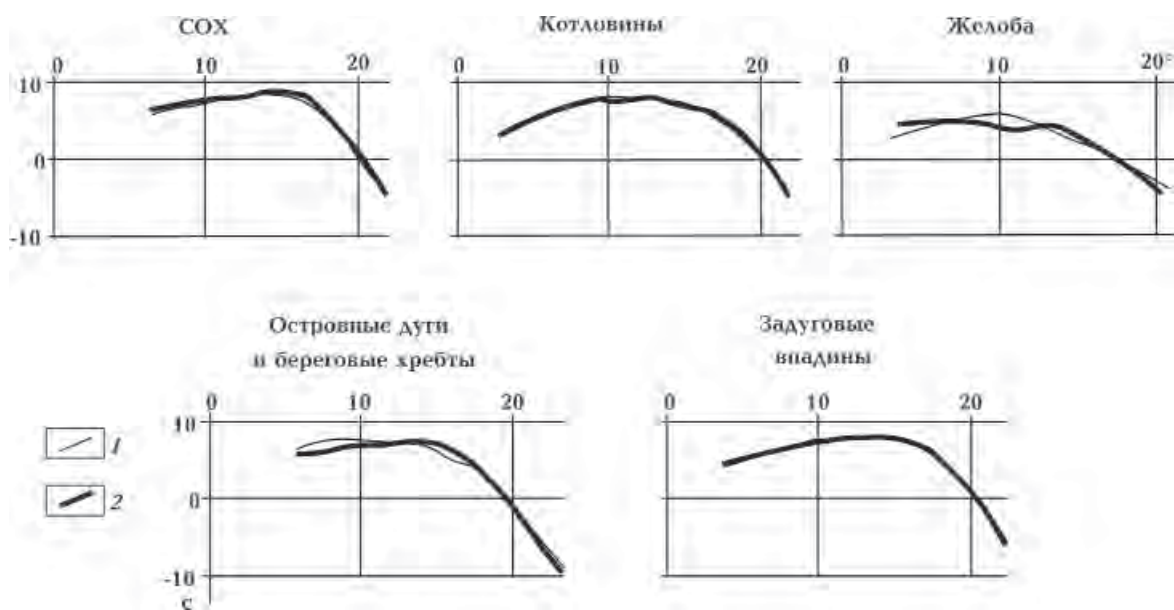 СОХ
Котловины
Желоба
0 10 20
0 10 20
0 10 20°
10
0
-10
Островные дуги
и береговые хребты
Задуговые
впадины
0 10 20
0 10 20
10
0
-10
с
1
2